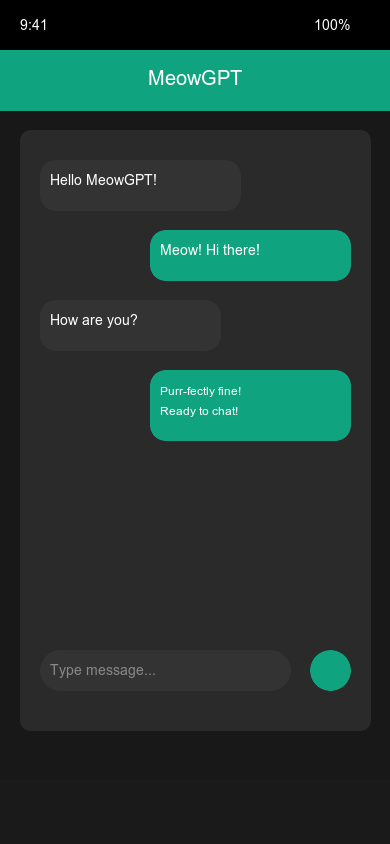 9:41
100%
MeowGPT
Hello MeowGPT!
Meow! Hi there!
How are you?
Purr-fectly fine!
Ready to chat!
Type message...